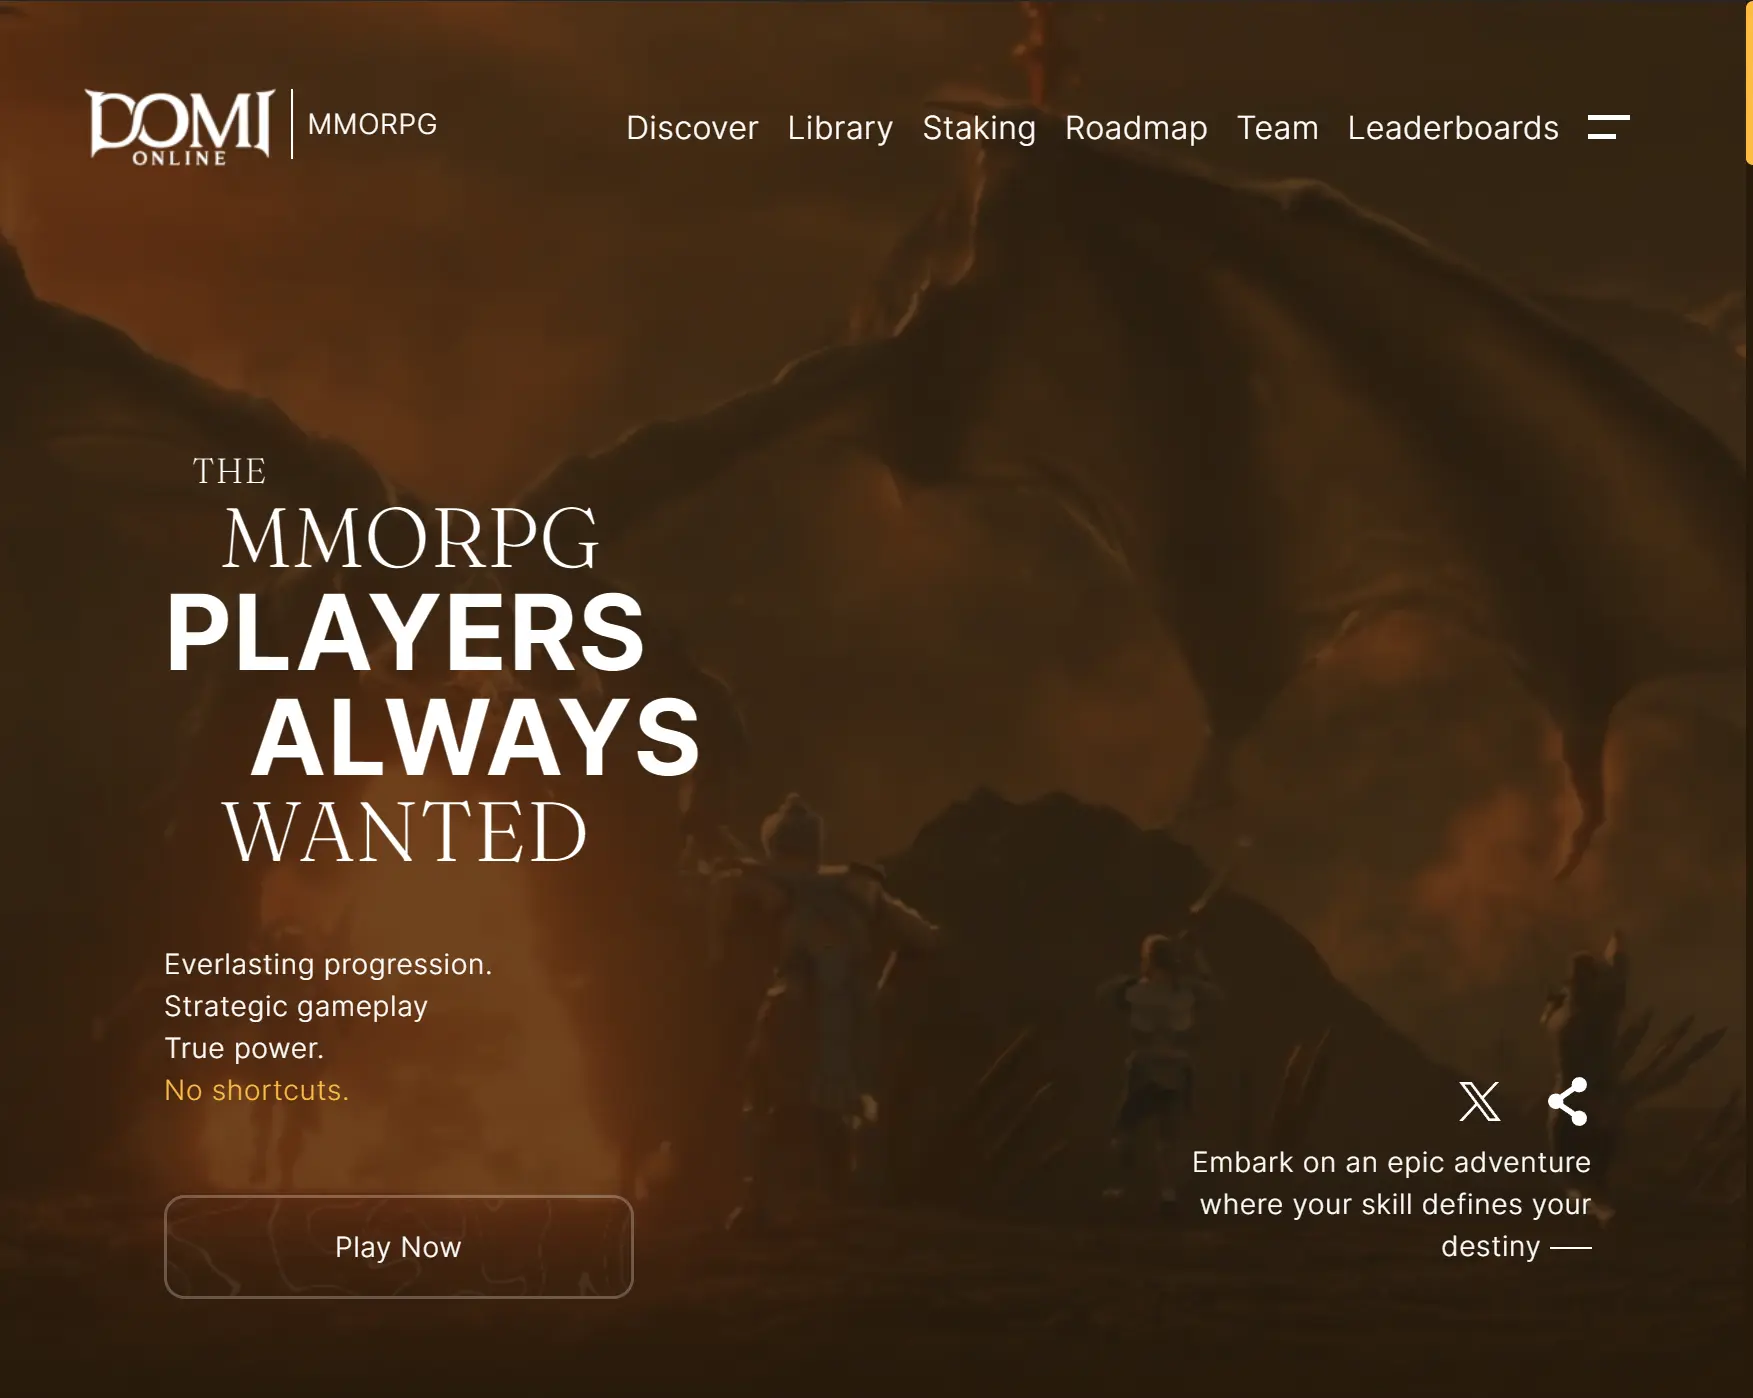 DOMI
ONLINE
MMORPG
Discover Library Staking Roadmap Team Leaderboards
THE
MMORPG
PLAYERS
ALWAYS
WANTED
Everlasting progression.
Strategic gameplay
True power.
No shortcuts.
Play Now
Embark on an epic adventure
where your skill defines your
destiny —